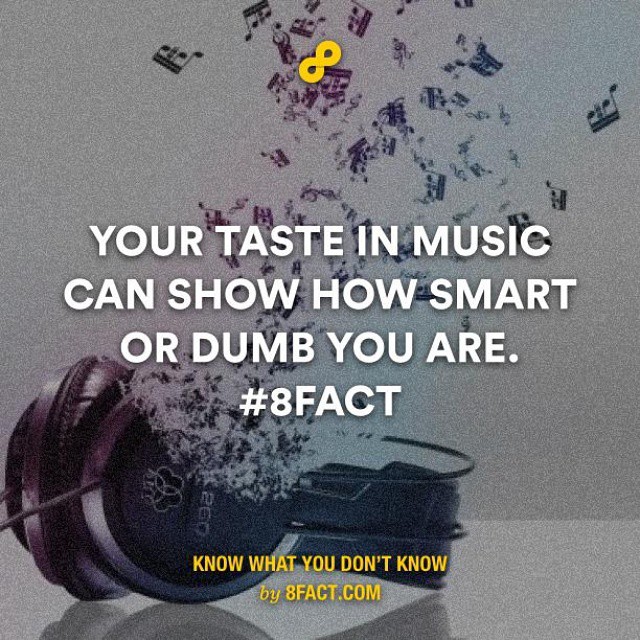 YOUR TASTE IN MUSIC
CAN SHOW HOW SMART
OR DUMB YOU ARE.
#8FACT
KNOW WHAT YOU DON'T KNOW
by 8FACT.COM